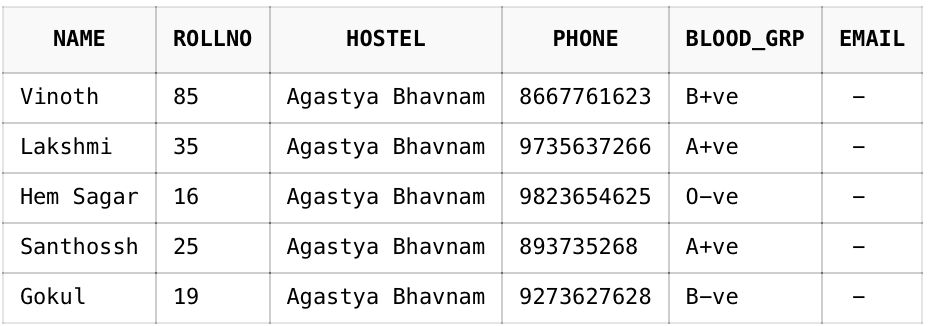 NAME ROLLNO HOSTEL PHONE BLOOD_GRP EMAIL
Vinoth 85 Agastya Bhavnam 8667761623 B+ve –
Lakshmi 35 Agastya Bhavnam 9735637266 A+ve –
Hem Sagar 16 Agastya Bhavnam 9823654625 O–ve –
Santhossh 25 Agastya Bhavnam 893735268 A+ve –
Gokul 19 Agastya Bhavnam 9273627628 B–ve –